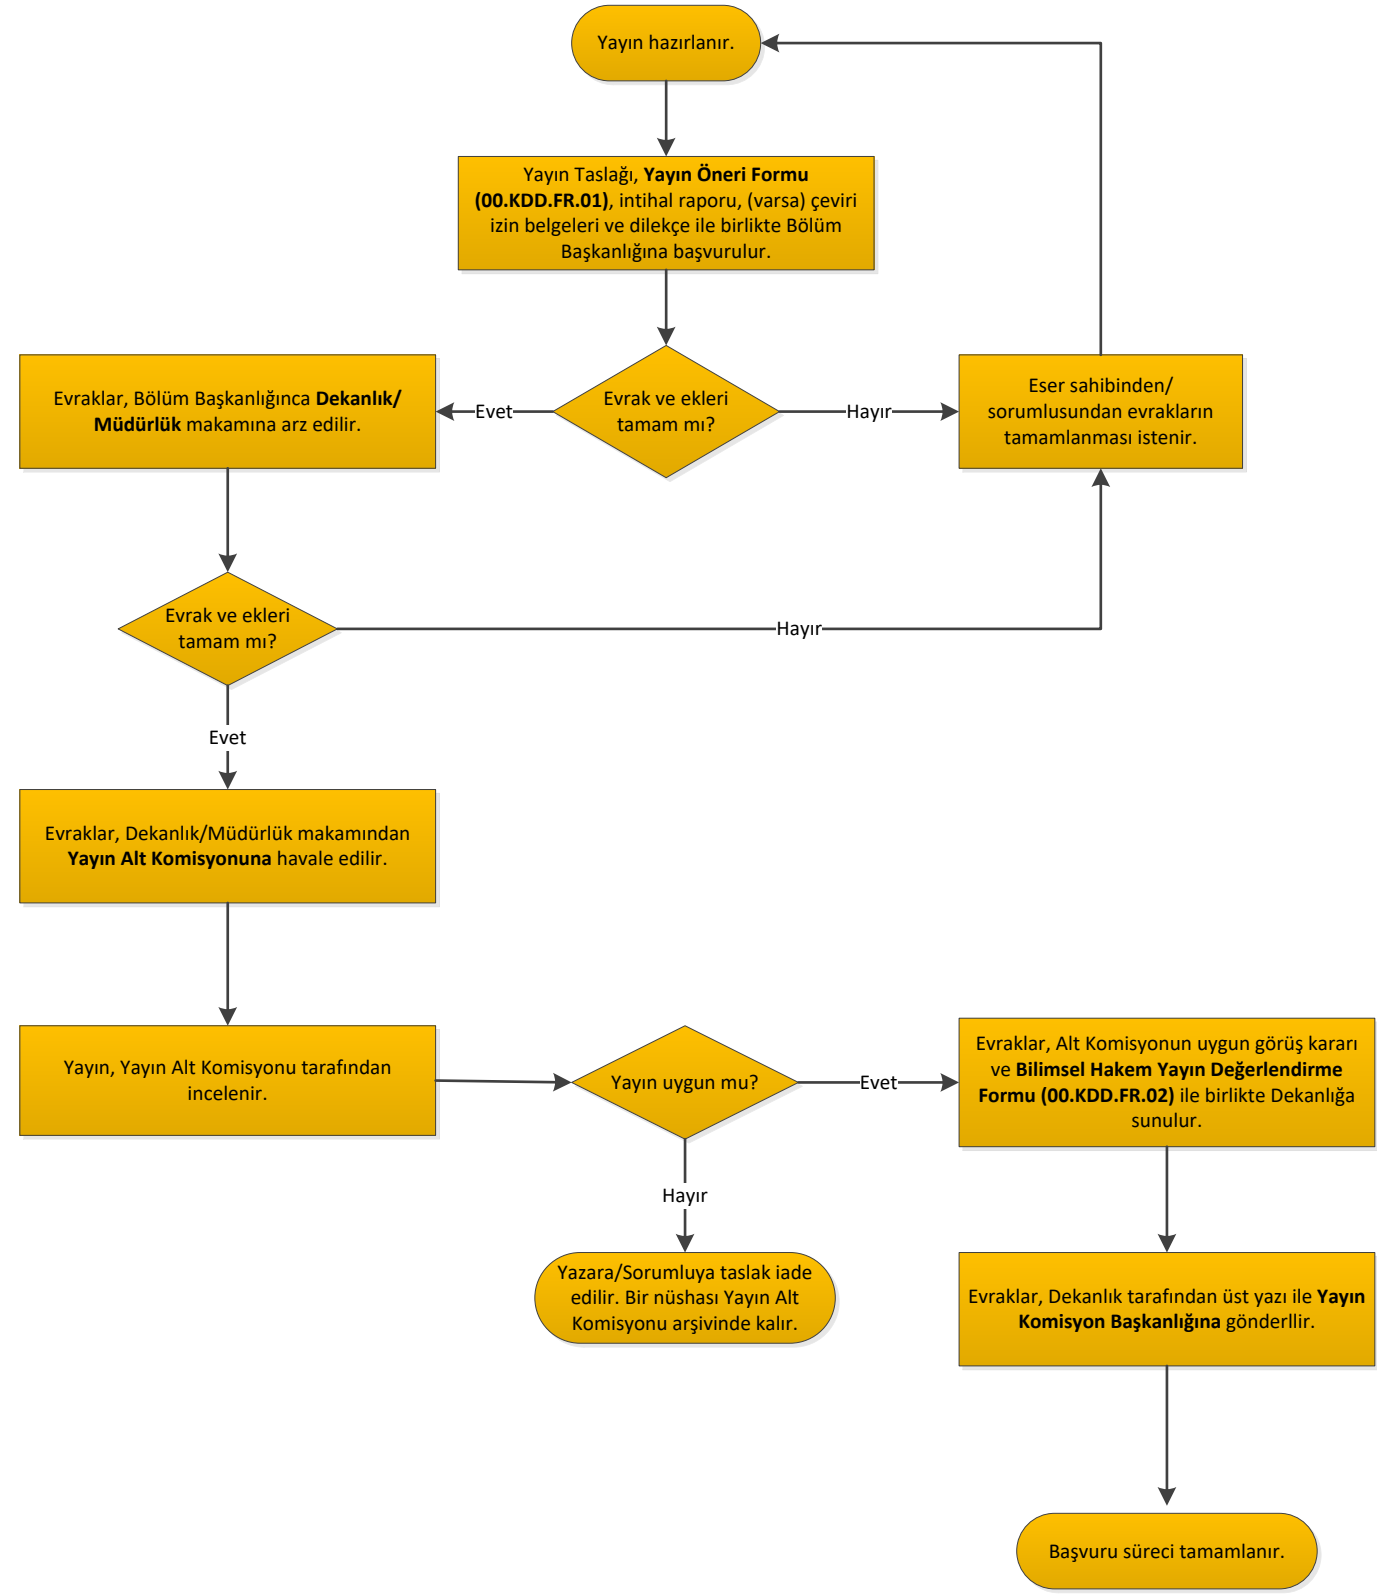 Yayın hazırlanır.
Yayın Taslağı, Yayın Öneri Formu
(00.KDD.FR.01), intihal raporu, (varsa) çeviri
izin belgeleri ve dilekçe ile birlikte Bölüm
Başkanlığına başvurulur.
Evraklar, Bölüm Başkanlığınca Dekanlık/
Müdürlük makamına arz edilir.
Evet
Evrak ve ekleri
tamam mı?
Hayır
Eser sahibinden/
sorumlusundan evrakların
tamamlanması istenir.
Evrak ve ekleri
tamam mı?
Hayır
Evet
Evraklar, Dekanlık/Müdürlük makamından
Yayın Alt Komisyonuna havale edilir.
Yayın, Yayın Alt Komisyonu tarafından
incelenir.
Yayın uygun mu?
Evet
Evraklar, Alt Komisyonun uygun görüş kararı
ve Bilimsel Hakem Yayın Değerlendirme
Formu (00.KDD.FR.02) ile birlikte Dekanlığa
sunulur.
Hayır
Yazara/Sorumluya taslak iade
edilir. Bir nüshası Yayın Alt
Komisyonu arşivinde kalır.
Evraklar, Dekanlık tarafından üst yazı ile Yayın
Komisyon Başkanlığına gönderllir.
Başvuru süreci tamamlanır.